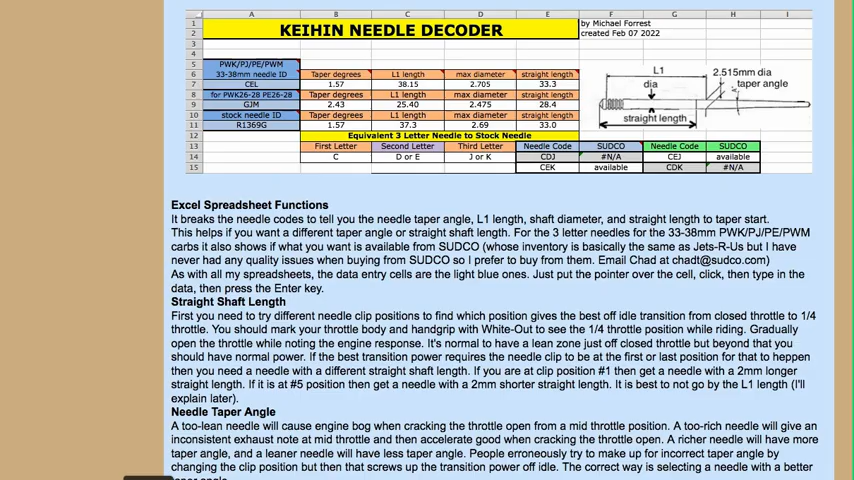 A B C D E F G H I
1 KEIHIN NEEDLE DECODER by Michael Forrest
2 created Feb 07 2022
3
4
5 PWK/PJ/PE/PWM
6 33-38mm needle ID Taper degrees L1 length max diameter straight length
7 CEL 1.57 38.15 2.705 33.3
8 for PWK26-28 PE26-28 Taper degrees L1 length max diameter straight length
9 GJM 2.43 25.40 2.475 28.4
10 stock needle ID Taper degrees L1 length max diameter straight length
11 R1369G 1.57 37.3 2.69 33.0
L1
2.515mm dia
dia
taper angle
straight length
12 Equivalent 3 Letter Needle to Stock Needle
13 First Letter Second Letter Third Letter Needle Code SUDCO Needle Code SUDCO
14 C D or E J or K CDJ #N/A CEJ available
15 CEK available CDK #N/A
Excel Spreadsheet Functions
It breaks the needle codes to tell you the needle taper angle, L1 length, shaft diameter, and straight length to taper start.
This helps if you want a different taper angle or straight shaft length. For the 3 letter needles for the 33-38mm PWK/PJ/PE/PWM
carbs it also shows if what you want is available from SUDCO (whose inventory is basically the same as Jets-R-Us but I have
never had any quality issues when buying from SUDCO so I prefer to buy from them. Email Chad at chadt@sudco.com)
As with all my spreadsheets, the data entry cells are the light blue ones. Just put the pointer over the cell, click, then type in the
data, then press the Enter key.
Straight Shaft Length
First you need to try different needle clip positions to find which position gives the best off idle transition from closed throttle to 1/4
throttle. You should mark your throttle body and handgrip with White-Out to see the 1/4 throttle position while riding. Gradually
open the throttle while noting the engine response. It's normal to have a lean zone just off closed throttle but beyond that you
should have normal power. If the best transition power requires the needle clip to be at the first or last position for that to heppen
then you need a needle with a different straight shaft length. If you are at clip position #1 then get a needle with a 2mm longer
straight length. If it is at #5 position then get a needle with a 2mm shorter straight length. It is best to not go by the L1 length (I'll
explain later).
Needle Taper Angle
A too-lean needle will cause engine bog when cracking the throttle open from a mid throttle position. A too-rich needle will give an
inconsistent exhaust note at mid throttle and then accelerate good when cracking the throttle open. A richer needle will have more
taper angle, and a leaner needle will have less taper angle. People erroneously try to make up for incorrect taper angle by
changing the clip position but then that screws up the transition power off idle. The correct way is selecting a needle with a better
taper angle.